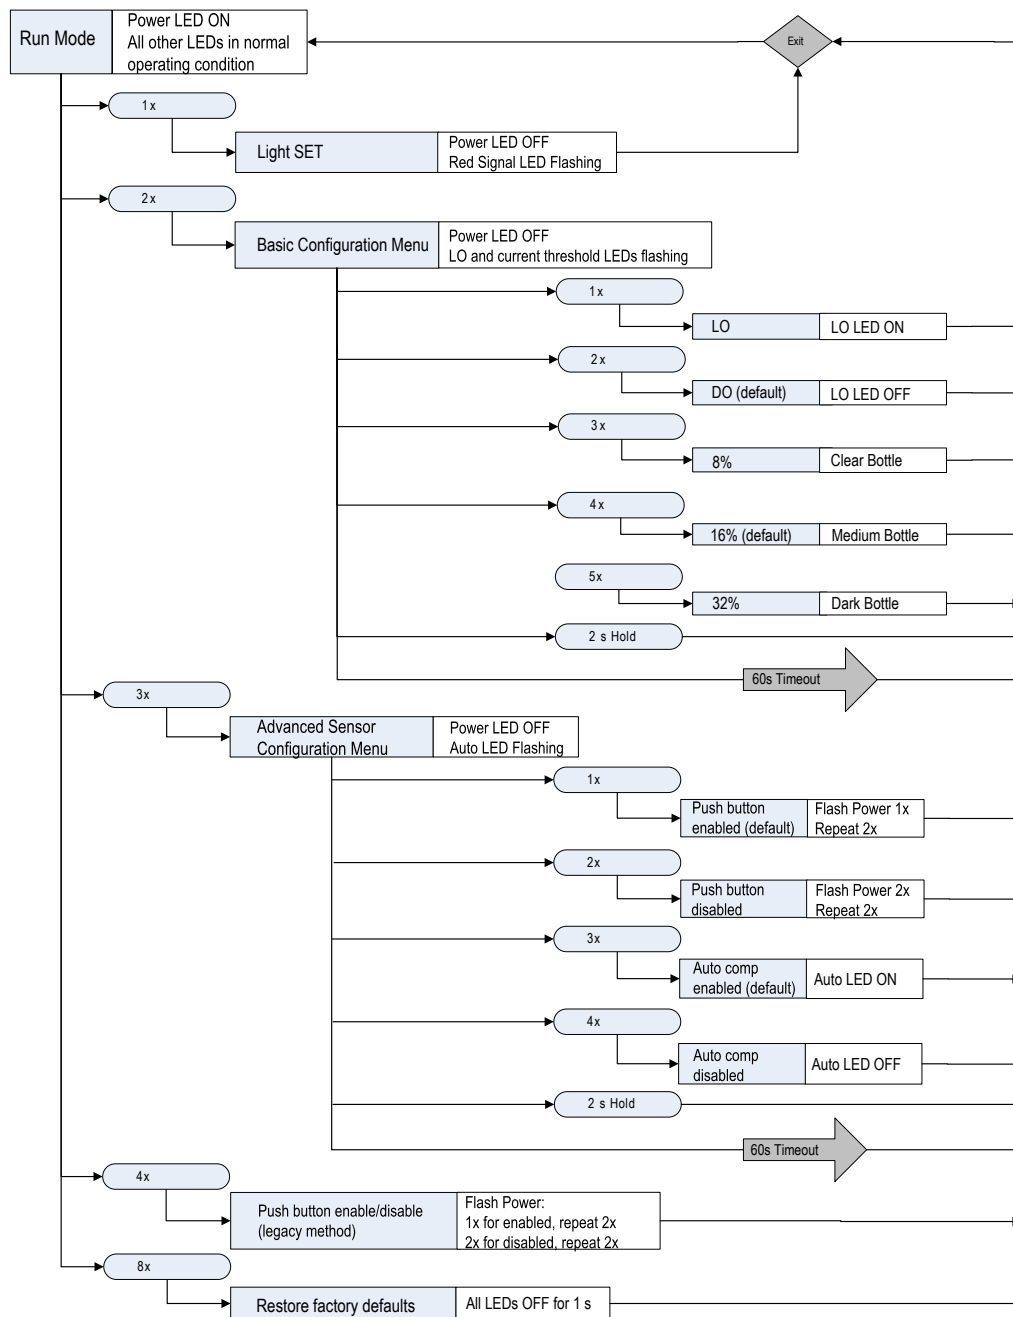 Run Mode
Power LED ON
All other LEDs in normal
operating condition
Exit
1x
Light SET
Power LED OFF
Red Signal LED Flashing
2x
Basic Configuration Menu
Power LED OFF
LO and current threshold LEDs flashing
1x
LO
LO LED ON
2x
DO (default)
LO LED OFF
3x
8%
Clear Bottle
4x
16% (default)
Medium Bottle
5x
32%
Dark Bottle
2 s Hold
60s Timeout
3x
Advanced Sensor
Configuration Menu
Power LED OFF
Auto LED Flashing
1x
Push button
enabled (default)
Flash Power 1x
Repeat 2x
2x
Push button
disabled
Flash Power 2x
Repeat 2x
3x
Auto comp
enabled (default)
Auto LED ON
4x
Auto comp
disabled
Auto LED OFF
2 s Hold
60s Timeout
4x
Push button enable/disable
(legacy method)
Flash Power:
1x for enabled, repeat 2x
2x for disabled, repeat 2x
8x
Restore factory defaults
All LEDs OFF for 1 s